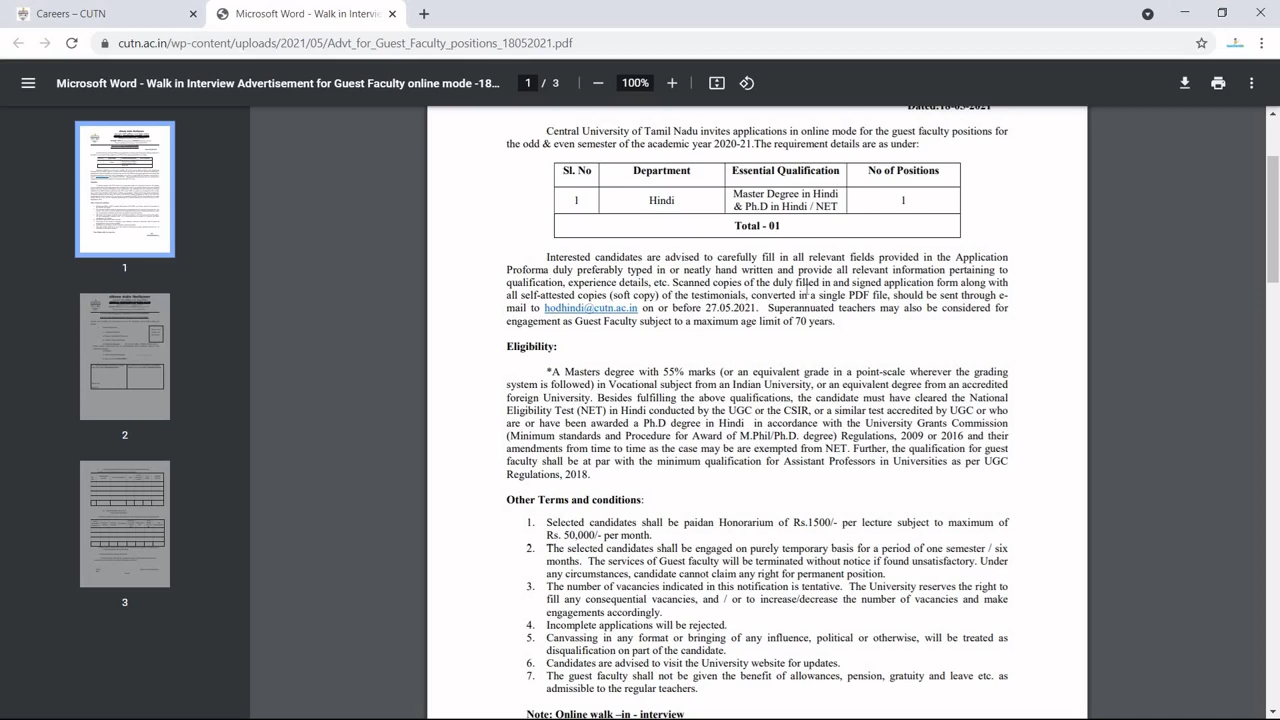 Careers – CUTN
Microsoft Word - Walk in Intervie
cutn.ac.in/wp-content/uploads/2021/05/Advt_for_Guest_Faculty_positions_18052021.pdf
Microsoft Word - Walk in Interview Advertisement for Guest Faculty online mode -18...
1 / 3
100%
1
2
3
Dated:18-05-2021
Central University of Tamil Nadu invites applications in online mode for the guest faculty positions for
the odd & even semester of the academic year 2020-21.The requirement details are as under:
Sl. No Department Essential Qualification No of Positions
Hindi Master Degree in Hindi 1
& Ph.D in Hindi / NET
Total - 01
Interested candidates are advised to carefully fill in all relevant fields provided in the Application
Proforma duly preferably typed in or neatly hand written and provide all relevant information pertaining to
qualification, experience details, etc. Scanned copies of the duly filled in and signed application form along with
all self-attested copies (soft copy) of the testimonials, converted in a single PDF file, should be sent through e-
mail to hodhindi@cutn.ac.in on or before 27.05.2021. Superannuated teachers may also be considered for
engagement as Guest Faculty subject to a maximum age limit of 70 years.
Eligibility:
*A Masters degree with 55% marks (or an equivalent grade in a point-scale wherever the grading
system is followed) in Vocational subject from an Indian University, or an equivalent degree from an accredited
foreign University. Besides fulfilling the above qualifications, the candidate must have cleared the National
Eligibility Test (NET) in Hindi conducted by the UGC or the CSIR, or a similar test accredited by UGC or who
are or have been awarded a Ph.D degree in Hindi in accordance with the University Grants Commission
(Minimum standards and Procedure for Award of M.Phil/Ph.D. degree) Regulations, 2009 or 2016 and their
amendments from time to time as the case may be are exempted from NET. Further, the qualification for guest
faculty shall be at par with the minimum qualification for Assistant Professors in Universities as per UGC
Regulations, 2018.
Other Terms and conditions:
1. Selected candidates shall be paidan Honorarium of Rs.1500/- per lecture subject to maximum of
Rs. 50,000/- per month.
2. The selected candidates shall be engaged on purely temporary basis for a period of one semester / six
months. The services of Guest faculty will be terminated without notice if found unsatisfactory. Under
any circumstances, candidate cannot claim any right for permanent position.
3. The number of vacancies indicated in this notification is tentative. The University reserves the right to
fill any consequential vacancies, and / or to increase/decrease the number of vacancies and make
engagements accordingly.
4. Incomplete applications will be rejected.
5. Canvassing in any format or bringing of any influence, political or otherwise, will be treated as
disqualification on part of the candidate.
6. Candidates are advised to visit the University website for updates.
7. The guest faculty shall not be given the benefit of allowances, pension, gratuity and leave etc. as
admissible to the regular teachers.
Note: Online walk –in - interview